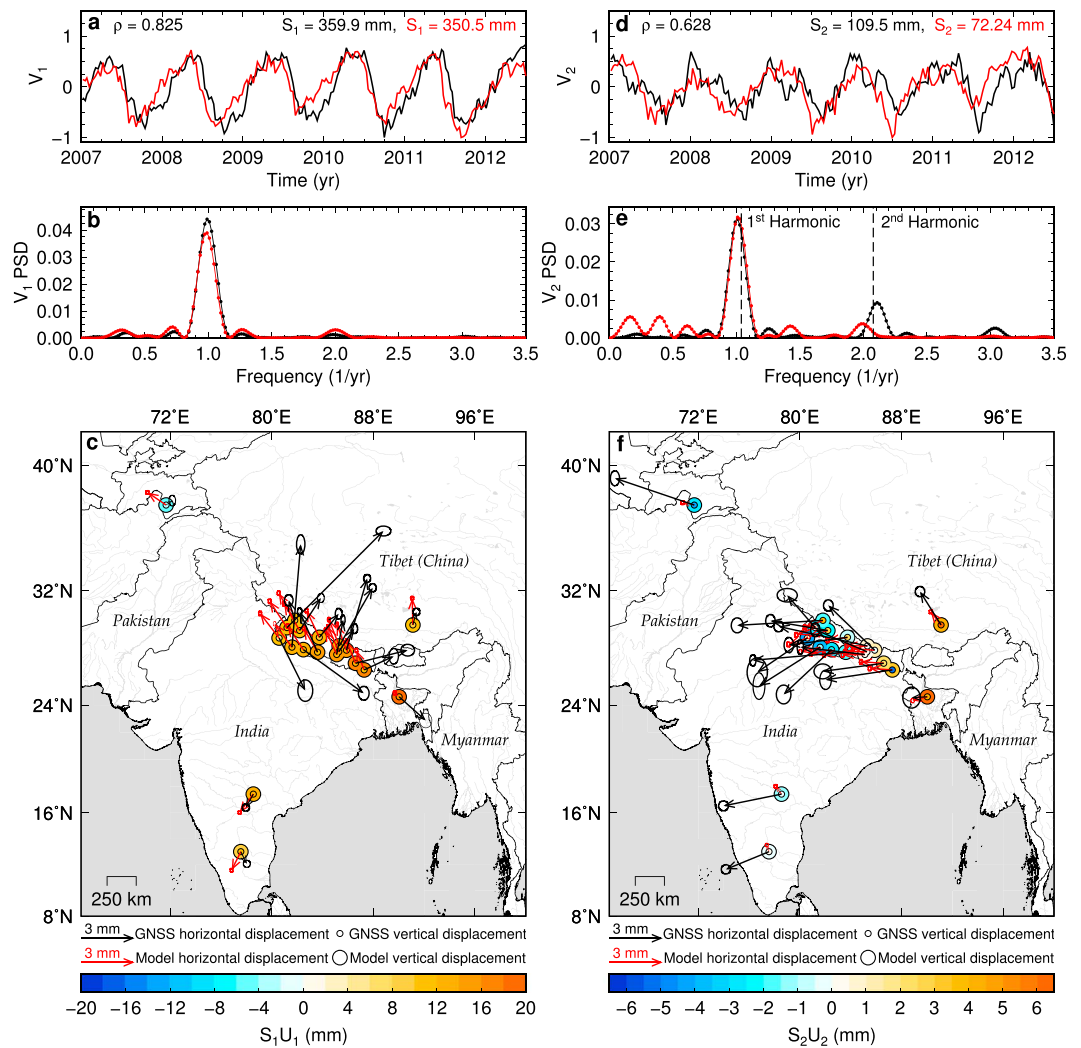 a ρ = 0.825 S1 = 359.9 mm, S1 = 350.5 mm
1
0
−1
V1
2007 2008 2009 2010 2011 2012
Time (yr)
d ρ = 0.628 S2 = 109.5 mm, S2 = 72.24 mm
1
0
−1
V2
2007 2008 2009 2010 2011 2012
Time (yr)
b
0.04
0.03
0.02
0.01
0.00
V1 PSD
0.0 0.5 1.0 1.5 2.0 2.5 3.0 3.5
Frequency (1/yr)
e 1st Harmonic 2nd Harmonic
0.03
0.02
0.01
0.00
V2 PSD
0.0 0.5 1.0 1.5 2.0 2.5 3.0 3.5
Frequency (1/yr)
72˚E 80˚E 88˚E 96˚E
c
40˚N
32˚N
24˚N
16˚N
8˚N
Tibet (China)
Pakistan
India
Myanmar
250 km
3 mm GNSS horizontal displacement GNSS vertical displacement
3 mm Model horizontal displacement Model vertical displacement
−20 −16 −12 −8 −4 0 4 8 12 16 20
S1U1 (mm)
72˚E 80˚E 88˚E 96˚E
f
40˚N
32˚N
24˚N
16˚N
8˚N
Tibet (China)
Pakistan
India
Myanmar
250 km
3 mm GNSS horizontal displacement GNSS vertical displacement
3 mm Model horizontal displacement Model vertical displacement
−6 −5 −4 −3 −2 −1 0 1 2 3 4 5 6
S2U2 (mm)